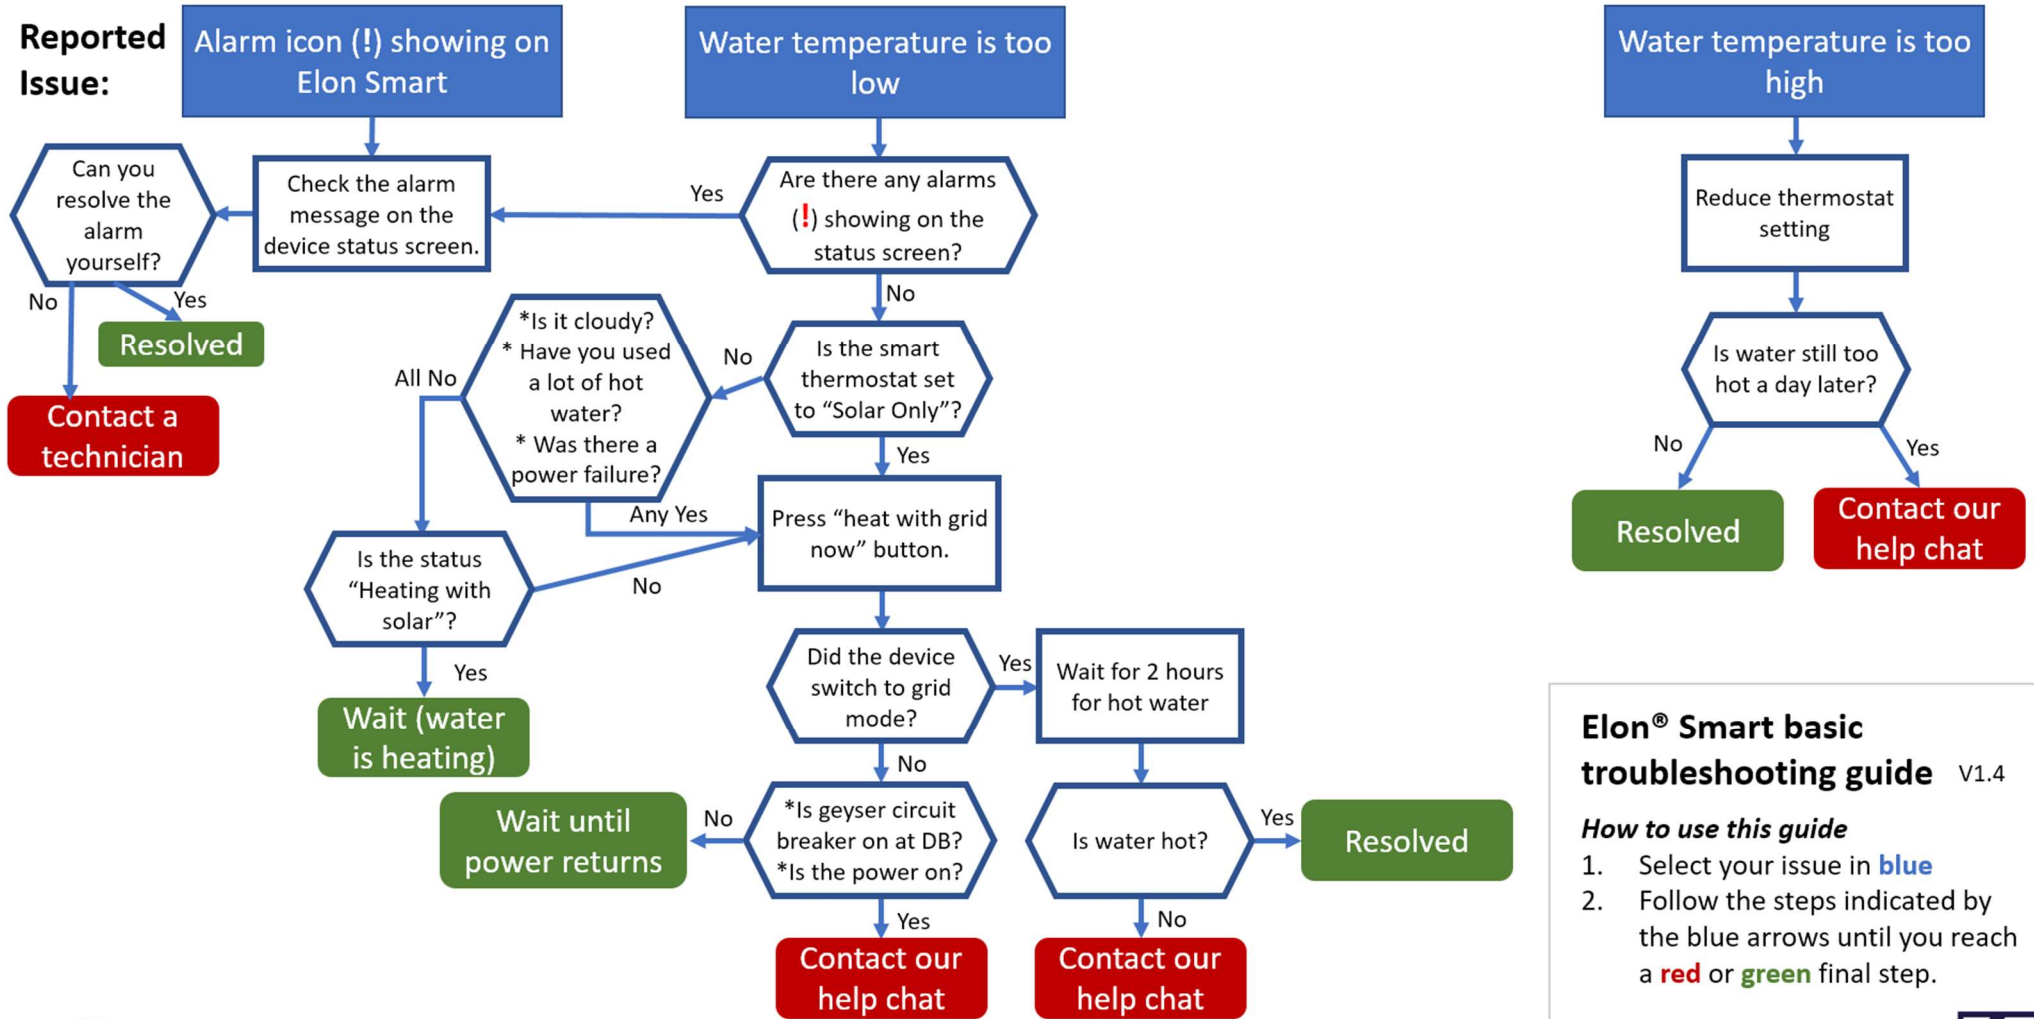 Reported
Issue:
Alarm icon (!) showing on
Elon Smart
Water temperature is too
low
Water temperature is too
high
Can you
resolve the
alarm
yourself?
Check the alarm
message on the
device status screen.
Yes
Are there any alarms
(!) showing on the
status screen?
Reduce thermostat
setting
No
Yes
Resolved
Contact a
technician
No
*Is it cloudy?
* Have you used
a lot of hot
water?
* Was there a
power failure?
All No
No
Is the smart
thermostat set
to “Solar Only”?
Is water still too
hot a day later?
Yes
Any Yes
Press “heat with grid
now” button.
No
Yes
Resolved
Contact our
help chat
Is the status
“Heating with
solar”?
No
Yes
Wait (water
is heating)
Did the device
switch to grid
mode?
Yes
Wait for 2 hours
for hot water
No
Wait until
power returns
No
*Is geyser circuit
breaker on at DB?
*Is the power on?
Is water hot?
Yes
Resolved
Yes
No
Contact our
help chat
Contact our
help chat
Elon® Smart basic
troubleshooting guide V1.4
How to use this guide
1. Select your issue in blue
2. Follow the steps indicated by
the blue arrows until you reach
a red or green final step.